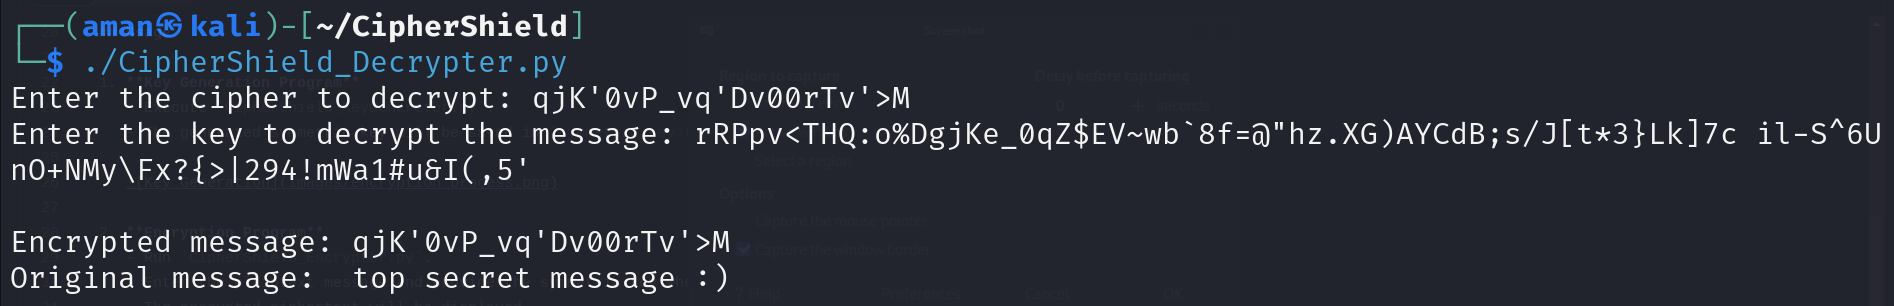 ┌──(aman㉿kali)-[~/CipherShield]
└─$ ./CipherShield_Decrypter.py
Enter the cipher to decrypt: qjK'0vP_vq'Dv00rTv'>M
Enter the key to decrypt the message: rRPpv<THQ:o%DgjKe_0qZ$EV~wb`8f=@"hz.XG)AYCdB;s/J[t*3}Lk]7c il-S^6U
nO+NMy\Fx?{>|294!mWa1#u&I(,5'
Encrypted message: qjK'0vP_vq'Dv00rTv'>M
Original message:  top secret message :)